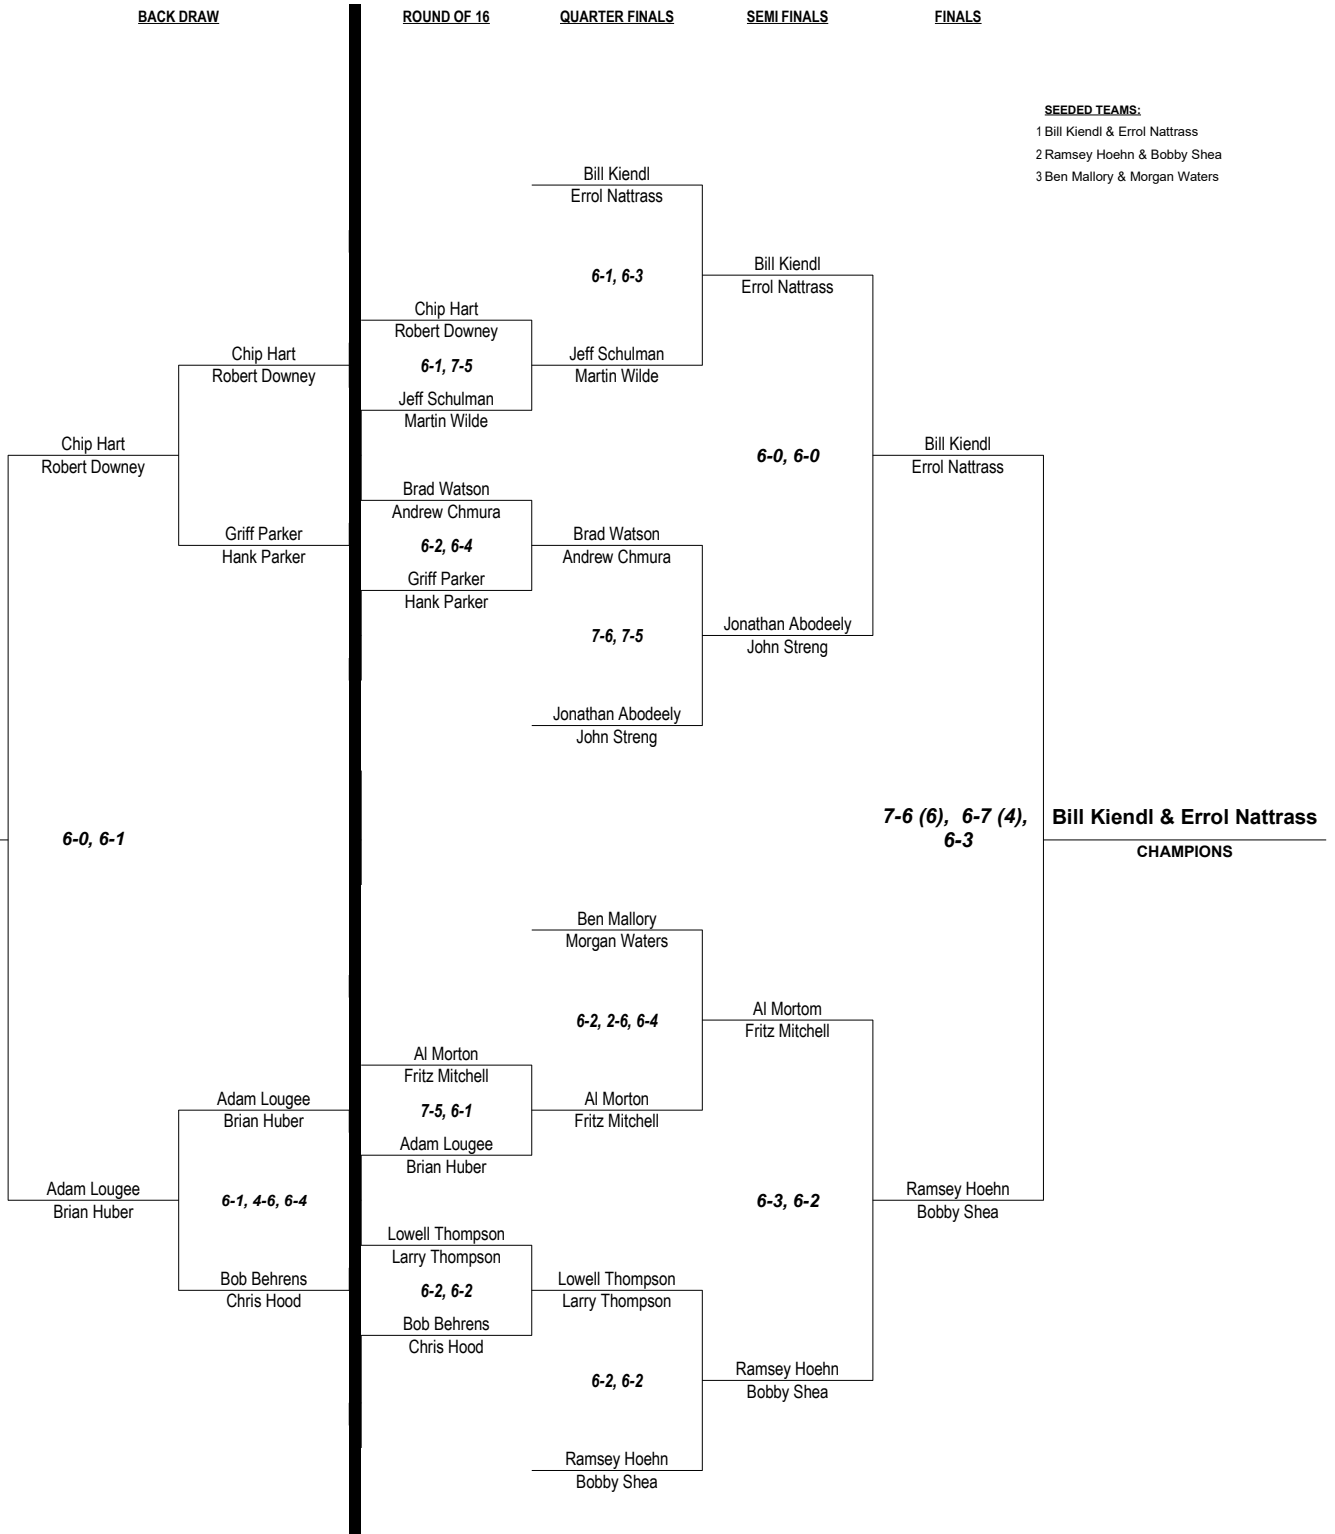 BACK DRAW
ROUND OF 16
QUARTER FINALS
SEMI FINALS
FINALS
SEEDED TEAMS:
1 Bill Kiendl & Errol Nattrass
2 Ramsey Hoehn & Bobby Shea
3 Ben Mallory & Morgan Waters
Bill Kiendl
Errol Nattrass
6-1, 6-3
Bill Kiendl
Errol Nattrass
Chip Hart
Robert Downey
6-1, 7-5
Jeff Schulman
Martin Wilde
Jeff Schulman
Martin Wilde
Chip Hart
Robert Downey
Chip Hart
Robert Downey
6-0, 6-0
Bill Kiendl
Errol Nattrass
Brad Watson
Andrew Chmura
6-2, 6-4
Griff Parker
Hank Parker
Brad Watson
Andrew Chmura
Griff Parker
Hank Parker
7-6, 7-5
Jonathan Abodeely
John Streng
Jonathan Abodeely
John Streng
6-0, 6-1
7-6 (6), 6-7 (4),
6-3
Bill Kiendl & Errol Nattrass
CHAMPIONS
Ben Mallory
Morgan Waters
6-2, 2-6, 6-4
Al Mortom
Fritz Mitchell
Al Morton
Fritz Mitchell
7-5, 6-1
Adam Lougee
Brian Huber
Al Morton
Fritz Mitchell
Adam Lougee
Brian Huber
Adam Lougee
Brian Huber
6-1, 4-6, 6-4
6-3, 6-2
Ramsey Hoehn
Bobby Shea
Lowell Thompson
Larry Thompson
6-2, 6-2
Bob Behrens
Chris Hood
Bob Behrens
Chris Hood
Lowell Thompson
Larry Thompson
6-2, 6-2
Ramsey Hoehn
Bobby Shea
Ramsey Hoehn
Bobby Shea